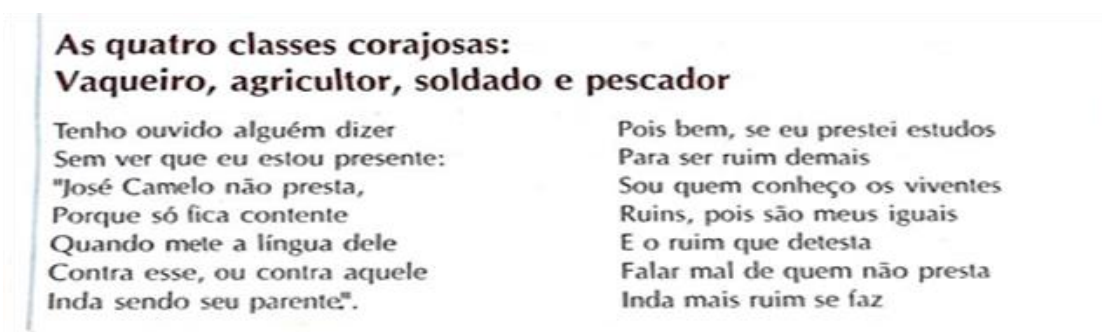 As quatro classes corajosas:
Vaqueiro, agricultor, soldado e pescador
Tenho ouvido alguém dizer
Sem ver que eu estou presente:
"José Camelo não presta,
Porque só fica contente
Quando mete a língua dele
Contra esse, ou contra aquele
Inda sendo seu parente".
Pois bem, se eu prestei estudos
Para ser ruim demais
Sou quem conheço os viventes
Ruins, pois são meus iguais
E o ruim que detesta
Falar mal de quem não presta
Inda mais ruim se faz